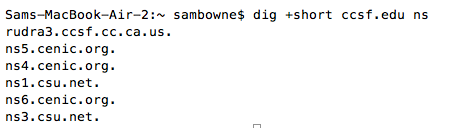 Sams-MacBook-Air-2:~ sambowne$ dig +short ccsf.edu ns
rudra3.ccsf.cc.ca.us.
ns5.cenic.org.
ns4.cenic.org.
ns1.csu.net.
ns6.cenic.org.
ns3.csu.net.